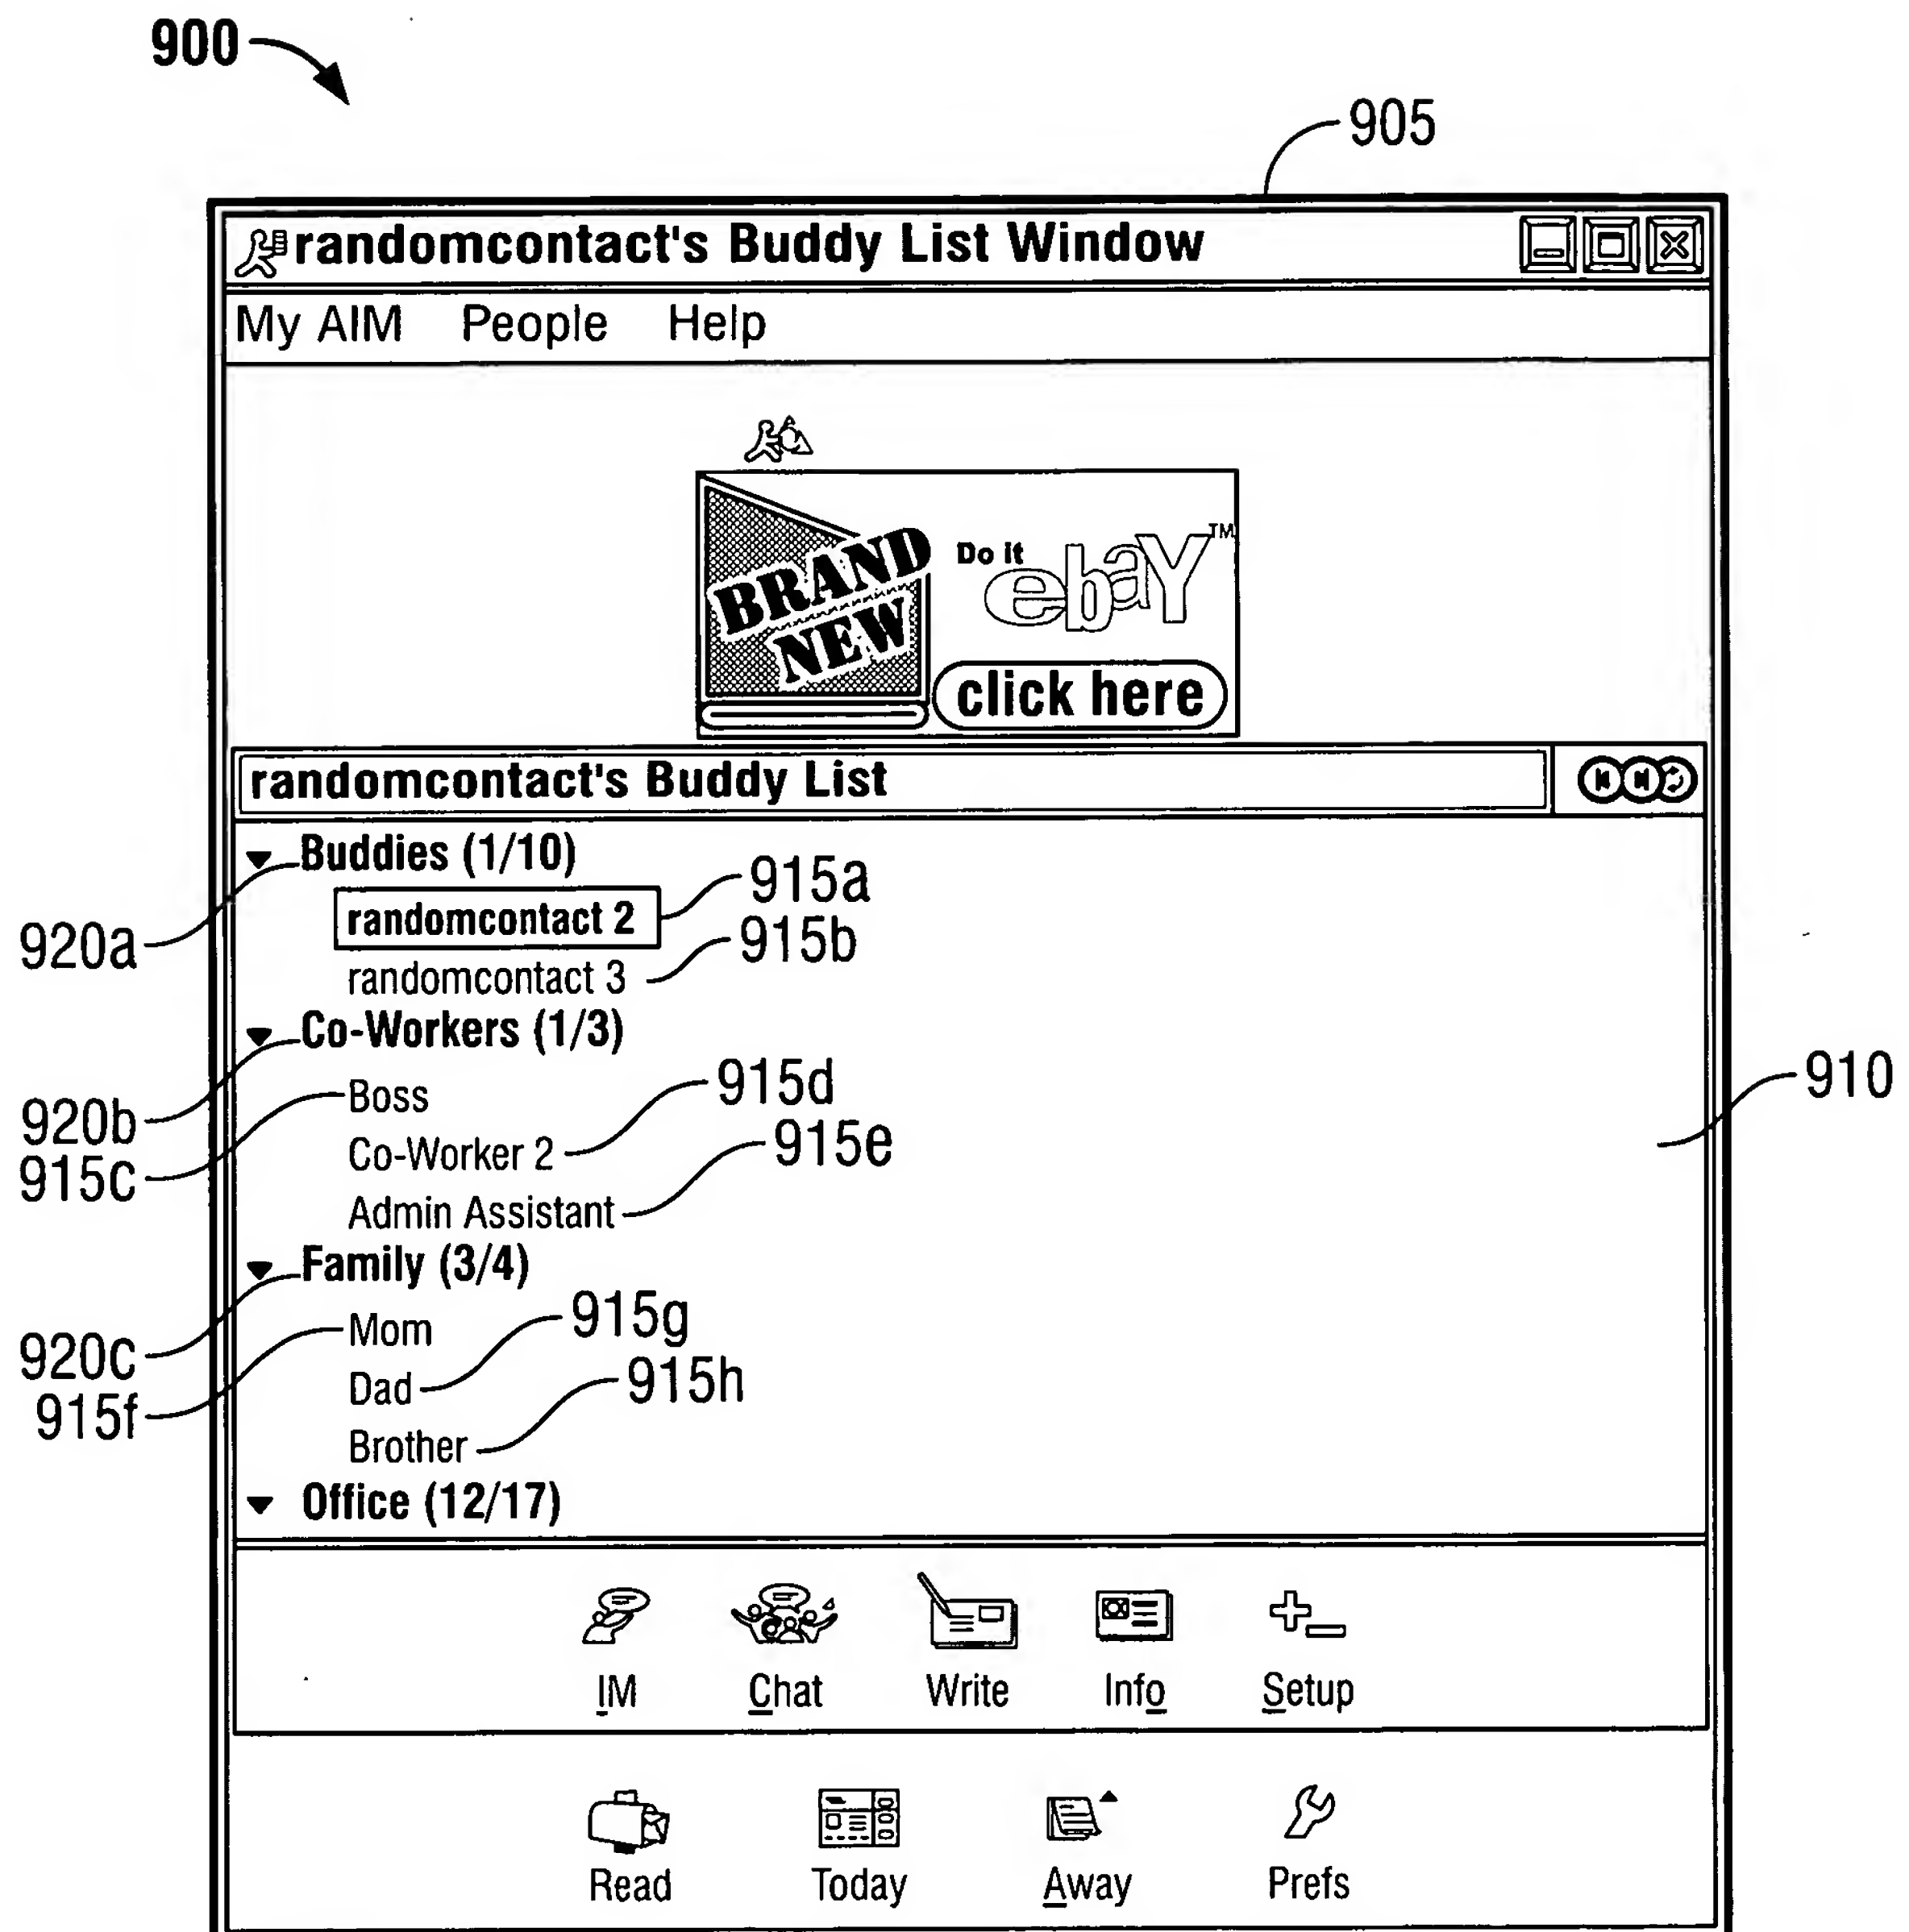 900
905
randomcontact's Buddy List Window
My AIM People Help
BRAND
NEW
Do it ebaY™
click here
randomcontact's Buddy List
Buddies (1/10)
randomcontact 2 915a
920a
915b
randomcontact 3
Co-Workers (1/3)
920b
Boss 915d
910
915c
Co-Worker 2 915e
Admin Assistant
Family (3/4)
920c
Mom 915g
915f
Dad 915h
Brother
Office (12/17)
IM Chat Write Info Setup
Read Today Away Prefs